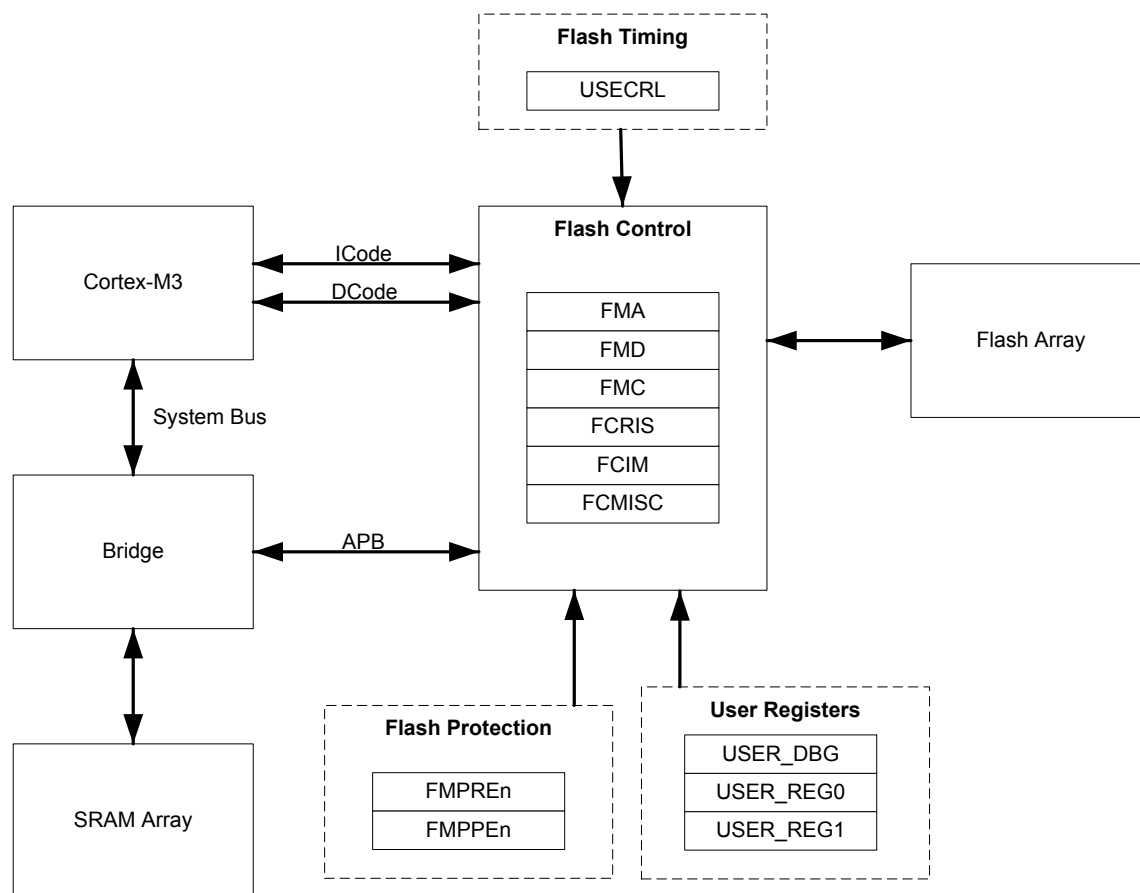 Flash Timing
USECRL
Flash Control
ICode
Cortex-M3
DCode
FMA
FMD
Flash Array
FMC
System Bus
FCRIS
FCIM
FCMISC
Bridge
APB
Flash Protection
User Registers
USER_DBG
FMPREn
USER_REG0
SRAM Array
FMPPEn
USER_REG1